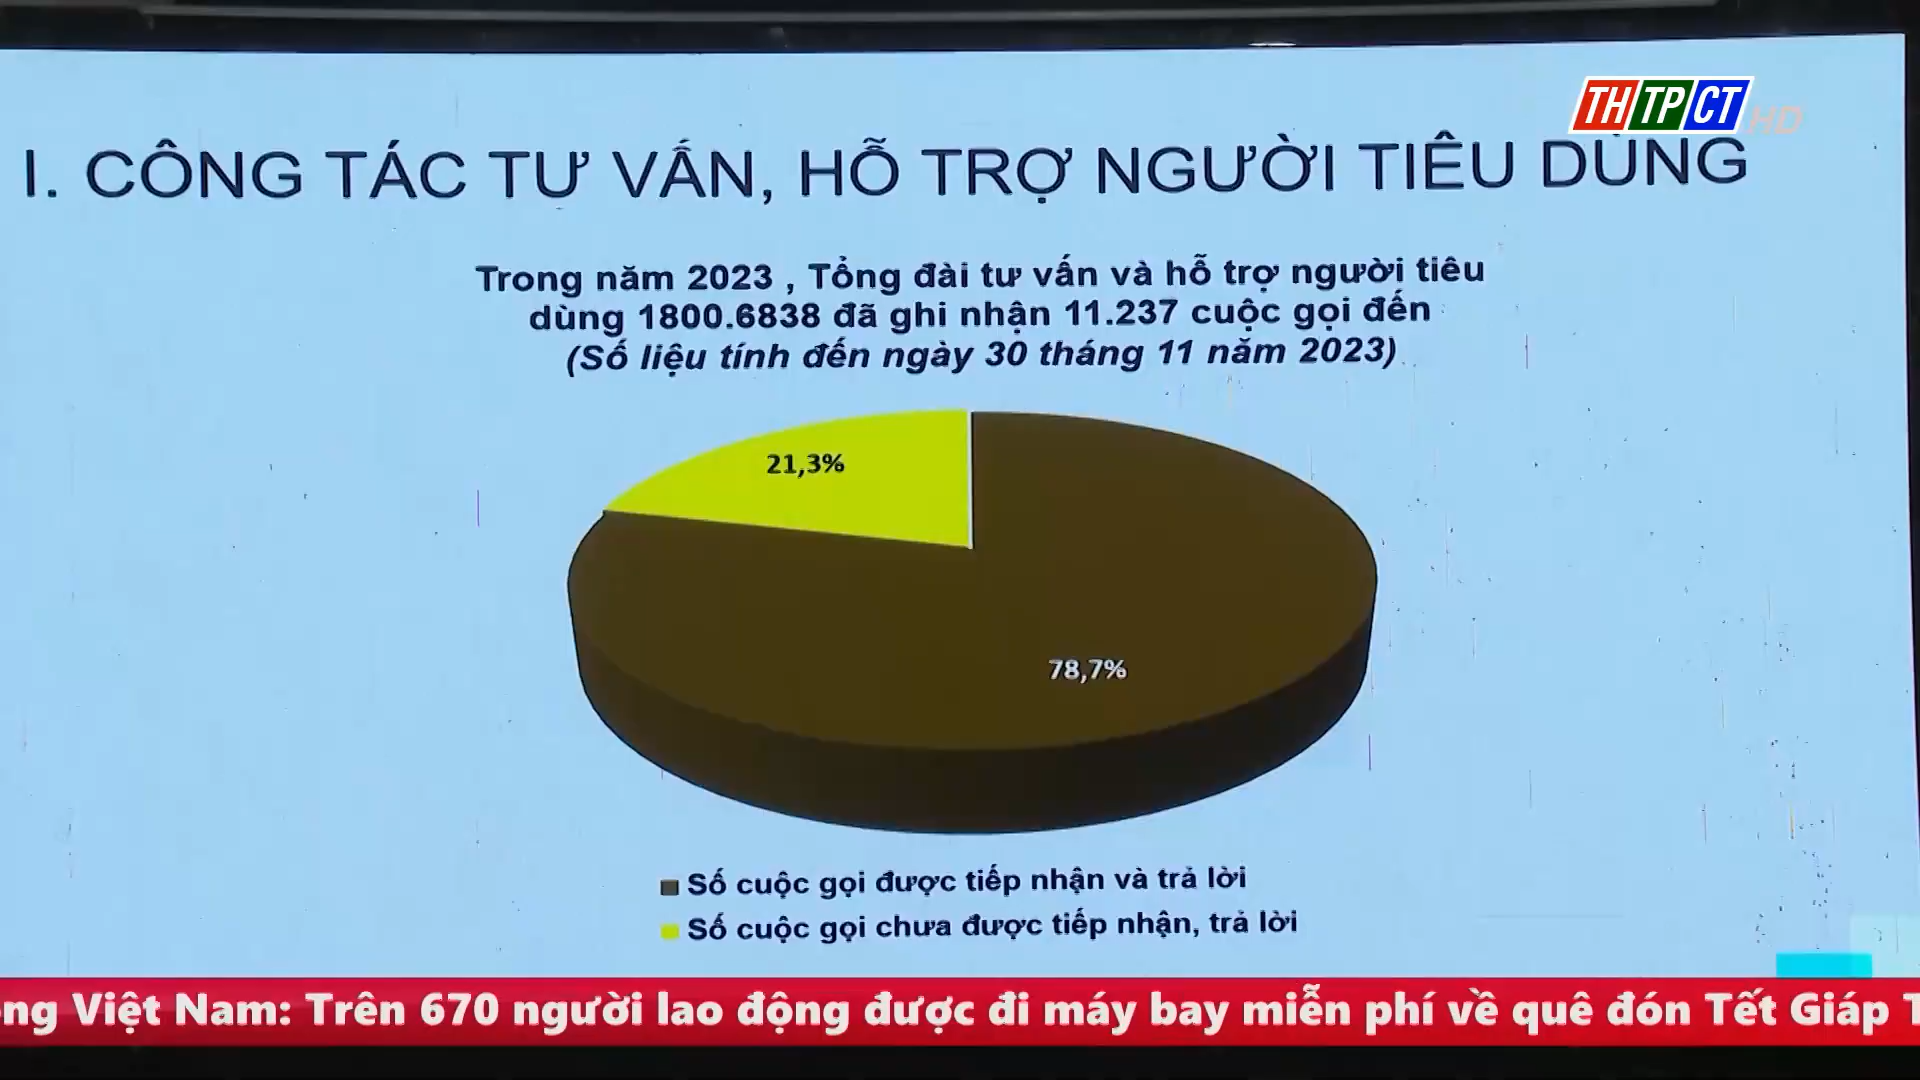 THTPCT HD
I. CÔNG TÁC TƯ VẤN, HỖ TRỢ NGƯỜI TIÊU DÙNG
Trong năm 2023 , Tổng đài tư vấn và hỗ trợ người tiêu
dùng 1800.6838 đã ghi nhận 11.237 cuộc gọi đến
(Số liệu tính đến ngày 30 tháng 11 năm 2023)
21,3%
78,7%
Số cuộc gọi được tiếp nhận và trả lời
Số cuộc gọi chưa được tiếp nhận, trả lời
ng Việt Nam: Trên 670 người lao động được đi máy bay miễn phí về quê đón Tết Giáp T